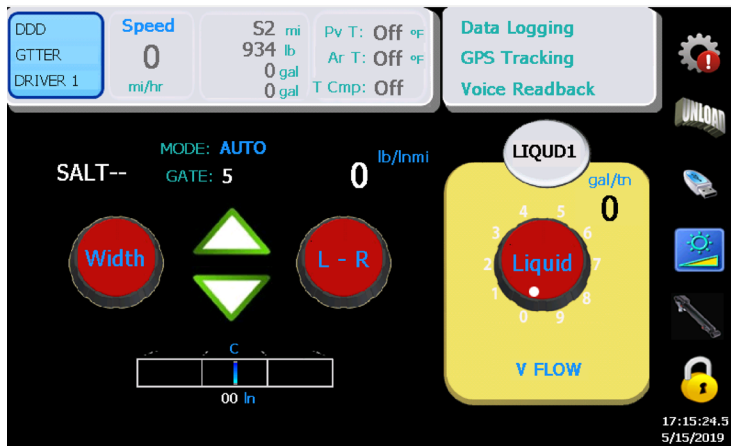 DDD
GTTER
DRIVER 1
Speed
0
mi/hr
S2 mi
934 lb
0 gal
0 gal
Pv T: Off °F
Ar T: Off °F
T Cmp: Off
Data Logging
GPS Tracking
Voice Readback
UNLOAD
SALT--
MODE: AUTO
GATE: 5
0 lb/lnmi
Width
L - R
C
00 In
LIQUD1
gal/tn
0
4 5
3 6
2 Liquid 7
1 8
0 9
V FLOW
17:15:24.5
5/15/2019